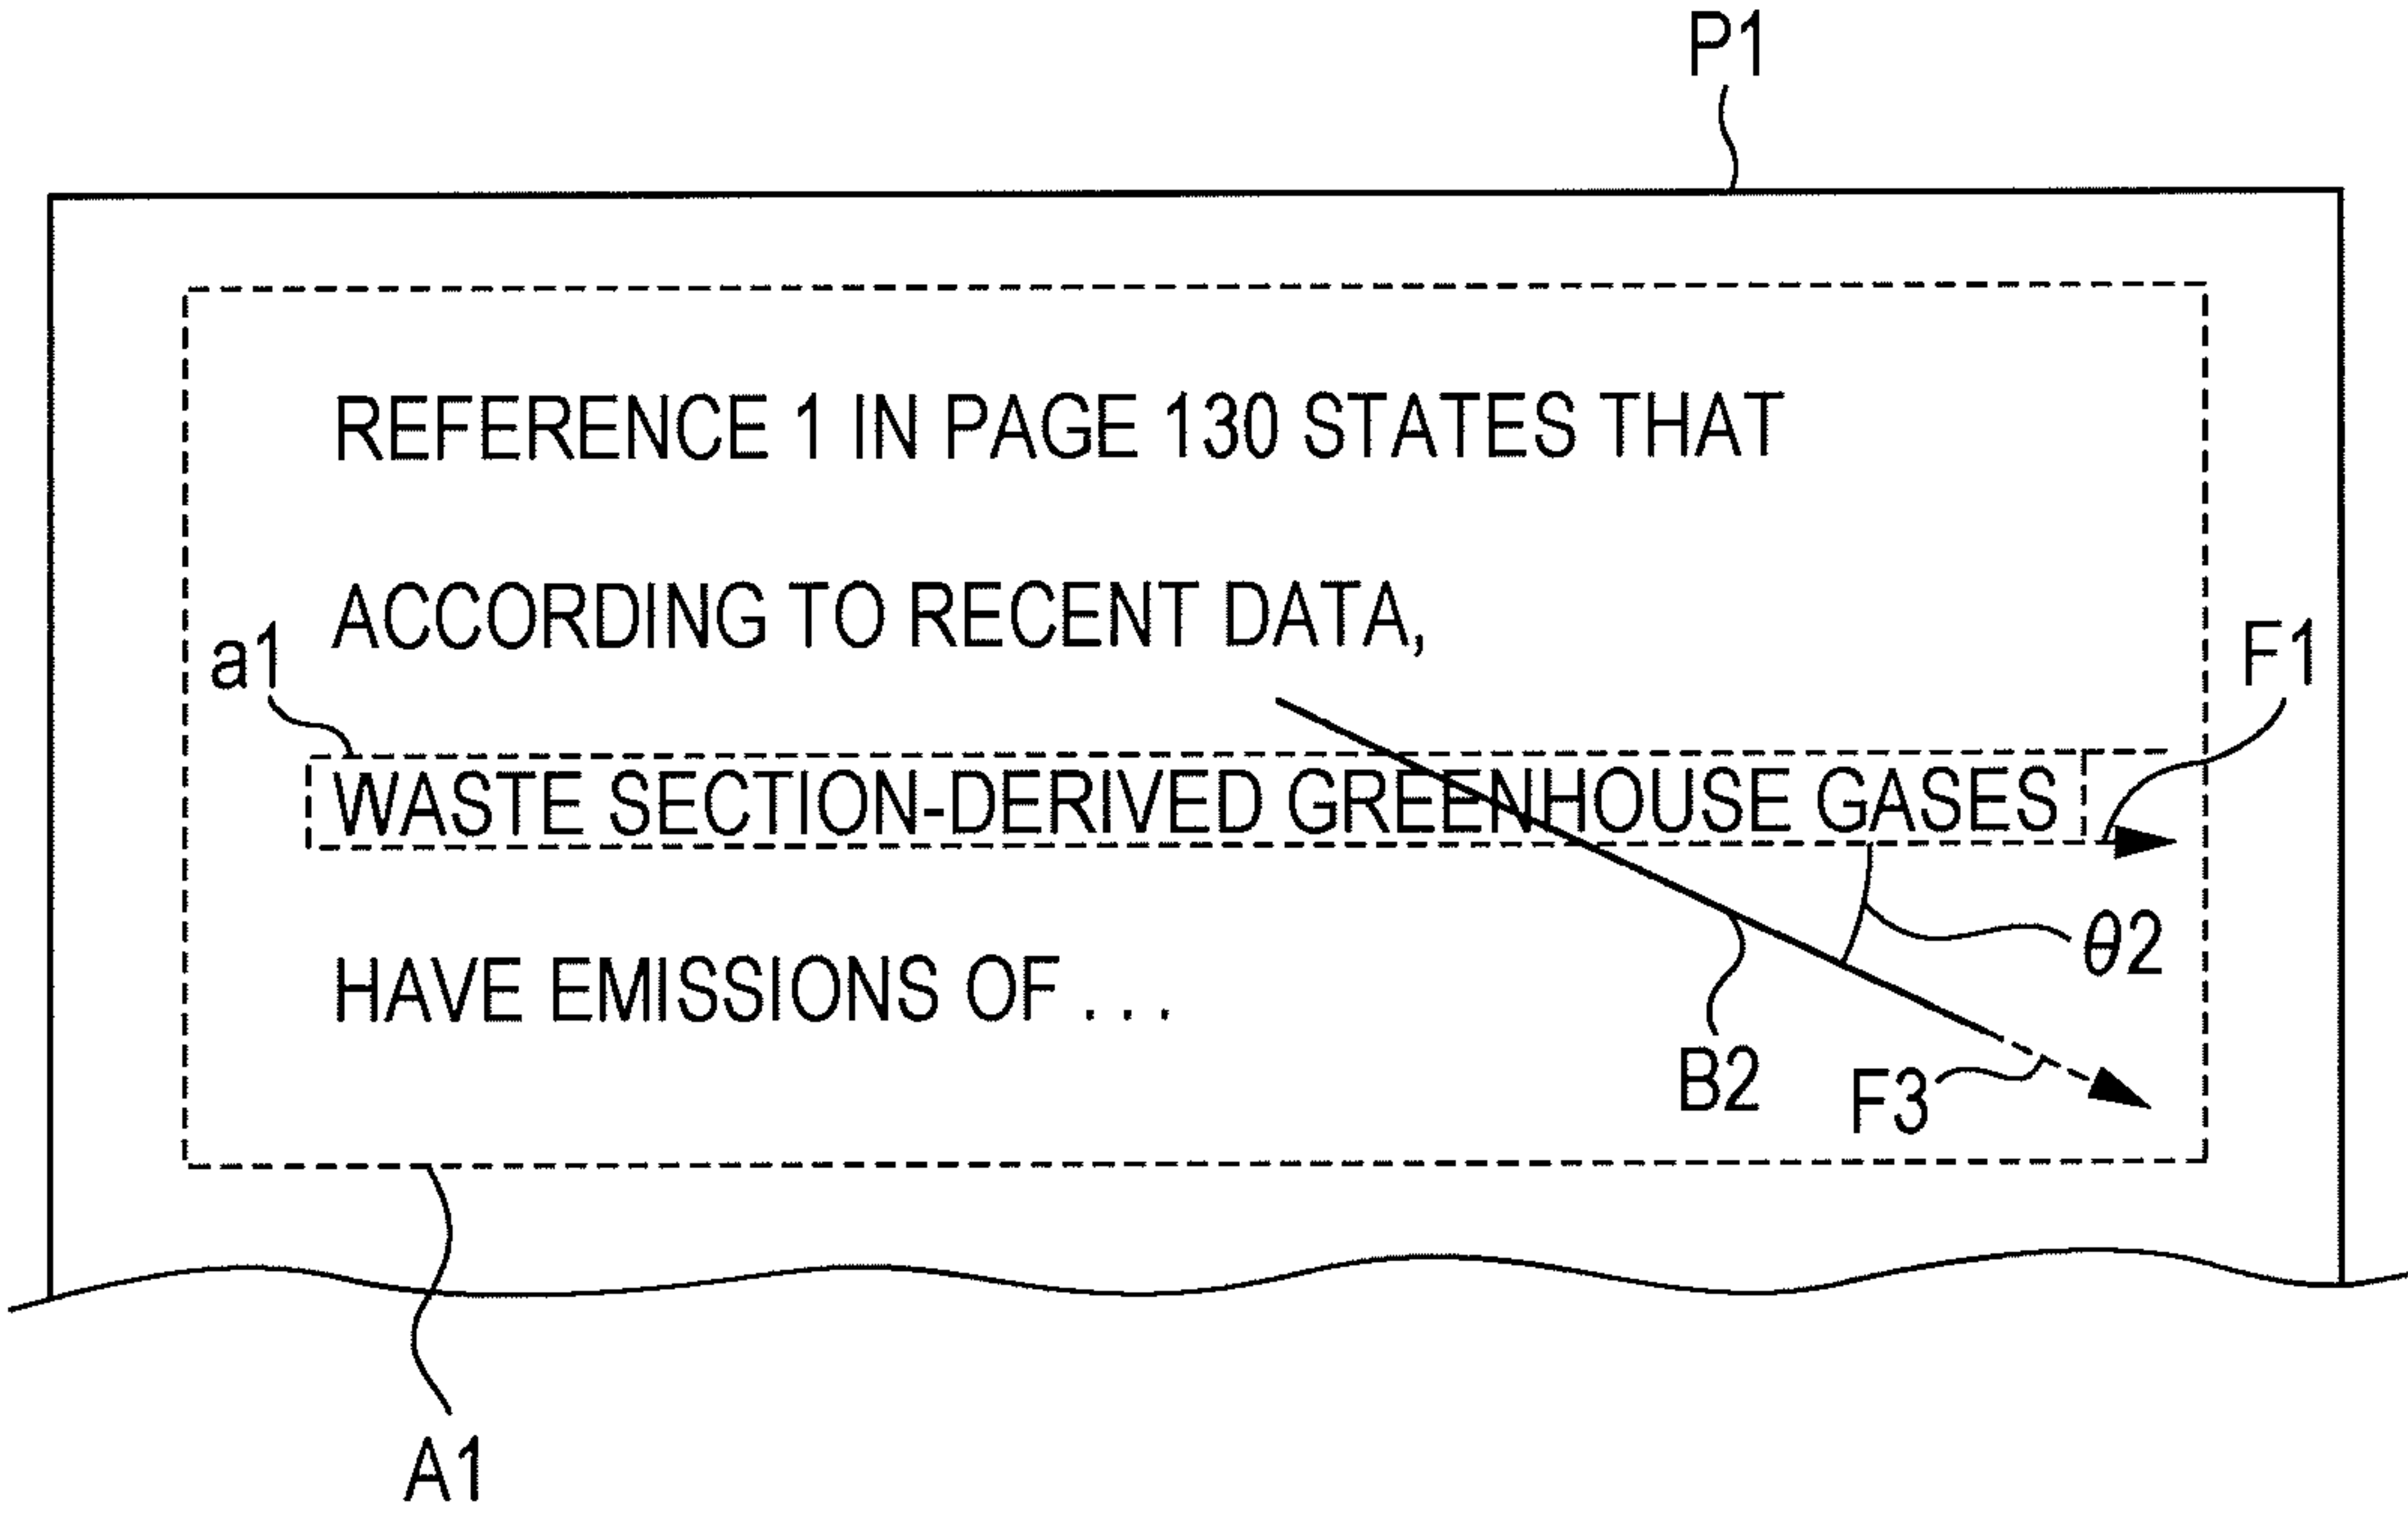 P1
REFERENCE 1 IN PAGE 130 STATES THAT
ACCORDING TO RECENT DATA,
a1
F1
WASTE SECTION-DERIVED GREENHOUSE GASES
θ2
HAVE EMISSIONS OF . . .
B2
F3
A1